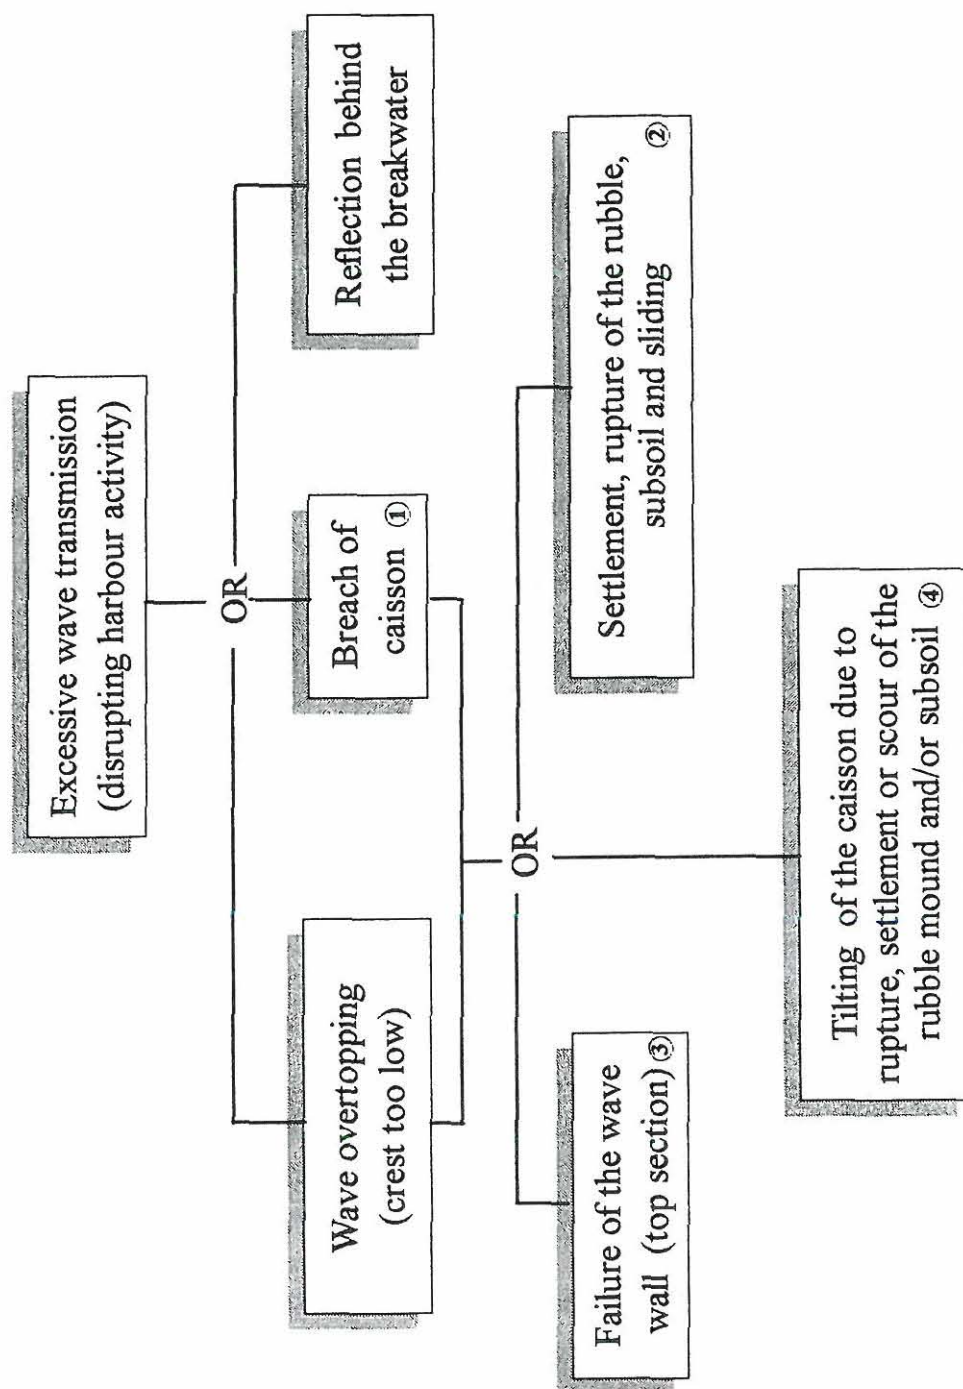 Excessive wave transmission
(disrupting harbour activity)
OR
Wave overtopping
(crest too low)
Breach of
caisson ①
Reflection behind
the breakwater
OR
Failure of the wave
wall (top section) ③
Settlement, rupture of the rubble,
subsoil and sliding ②
Tilting of the caisson due to
rupture, settlement or scour of the
rubble mound and/or subsoil ④